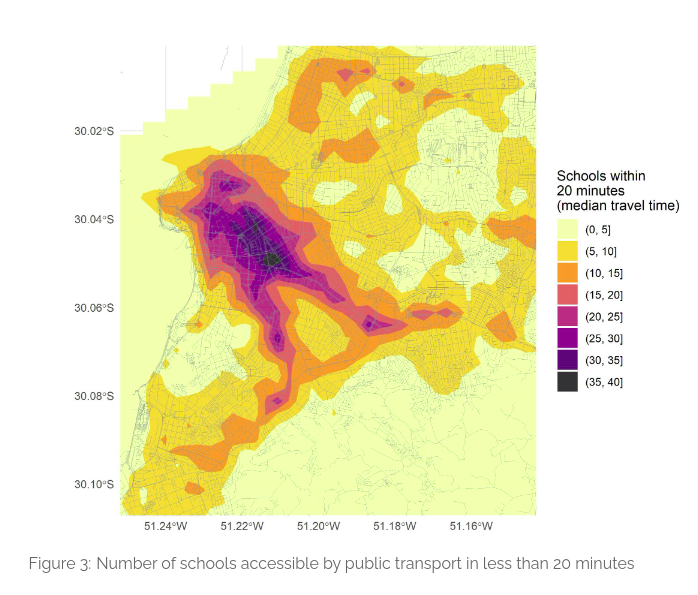 30.02°S
30.04°S
30.06°S
30.08°S
30.10°S
51.24°W 51.22°W 51.20°W 51.18°W 51.16°W
Schools within
20 minutes
(median travel time)
(0, 5]
(5, 10]
(10, 15]
(15, 20]
(20, 25]
(25, 30]
(30, 35]
(35, 40]
Figure 3: Number of schools accessible by public transport in less than 20 minutes